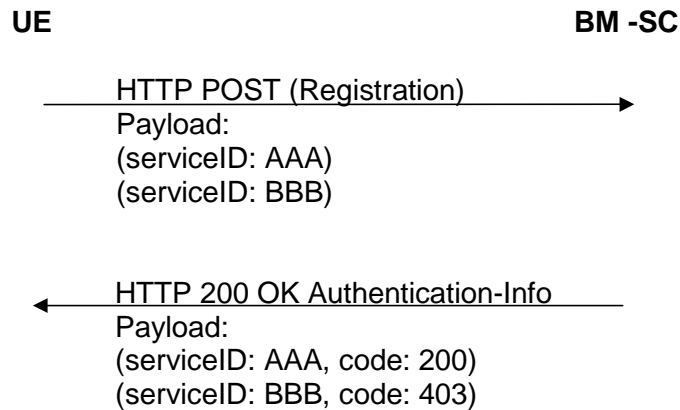 UE BM -SC
HTTP POST (Registration)
Payload:
(serviceID: AAA)
(serviceID: BBB)
HTTP 200 OK Authentication-Info
Payload:
(serviceID: AAA, code: 200)
(serviceID: BBB, code: 403)